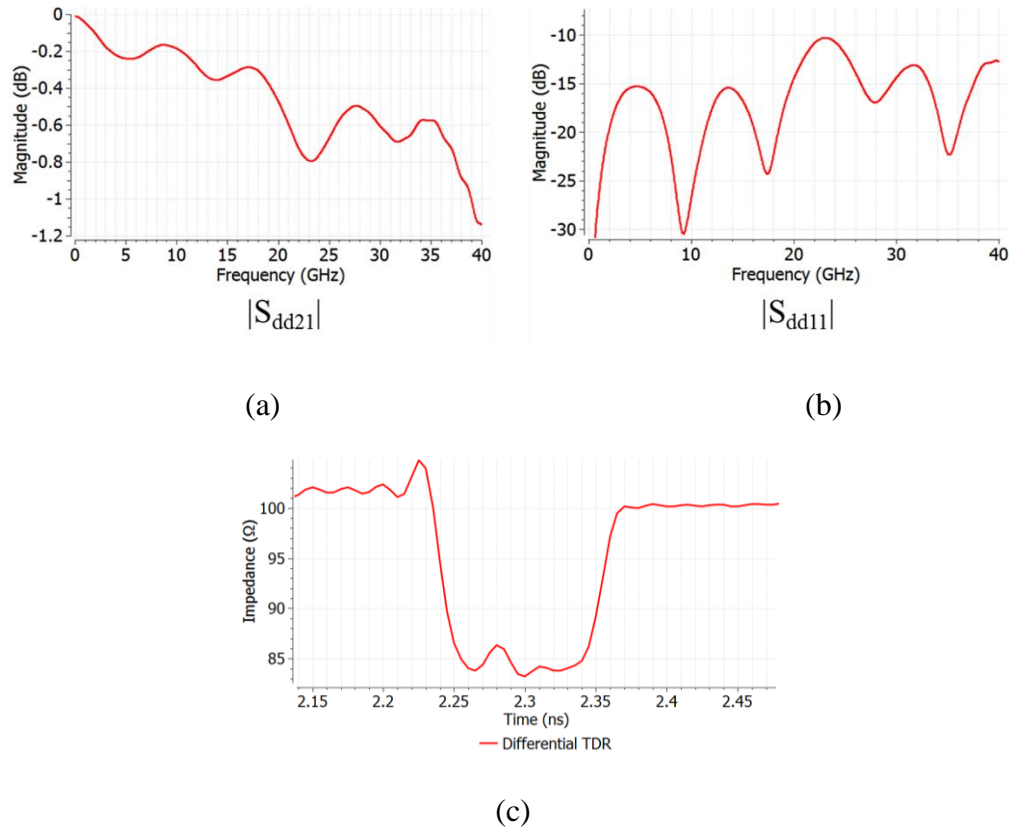 0
-0.2
-0.4
-0.6
-0.8
-1
-1.2
Magnitude (dB)
0 5 10 15 20 25 30 35 40
Frequency (GHz)
|Sdd21|
-10
-15
-20
-25
-30
Magnitude (dB)
0 10 20 30 40
Frequency (GHz)
|Sdd11|
(a)
(b)
100
95
90
85
Impedance (Ω)
2.15 2.2 2.25 2.3 2.35 2.4 2.45
Time (ns)
Differential TDR
(c)